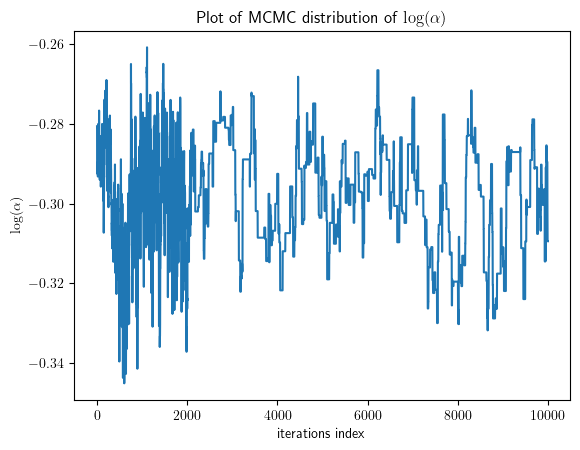 Plot of MCMC distribution of log(α)
−0.26
−0.28
−0.30
−0.32
−0.34
log(α)
0 2000 4000 6000 8000 10000
iterations index